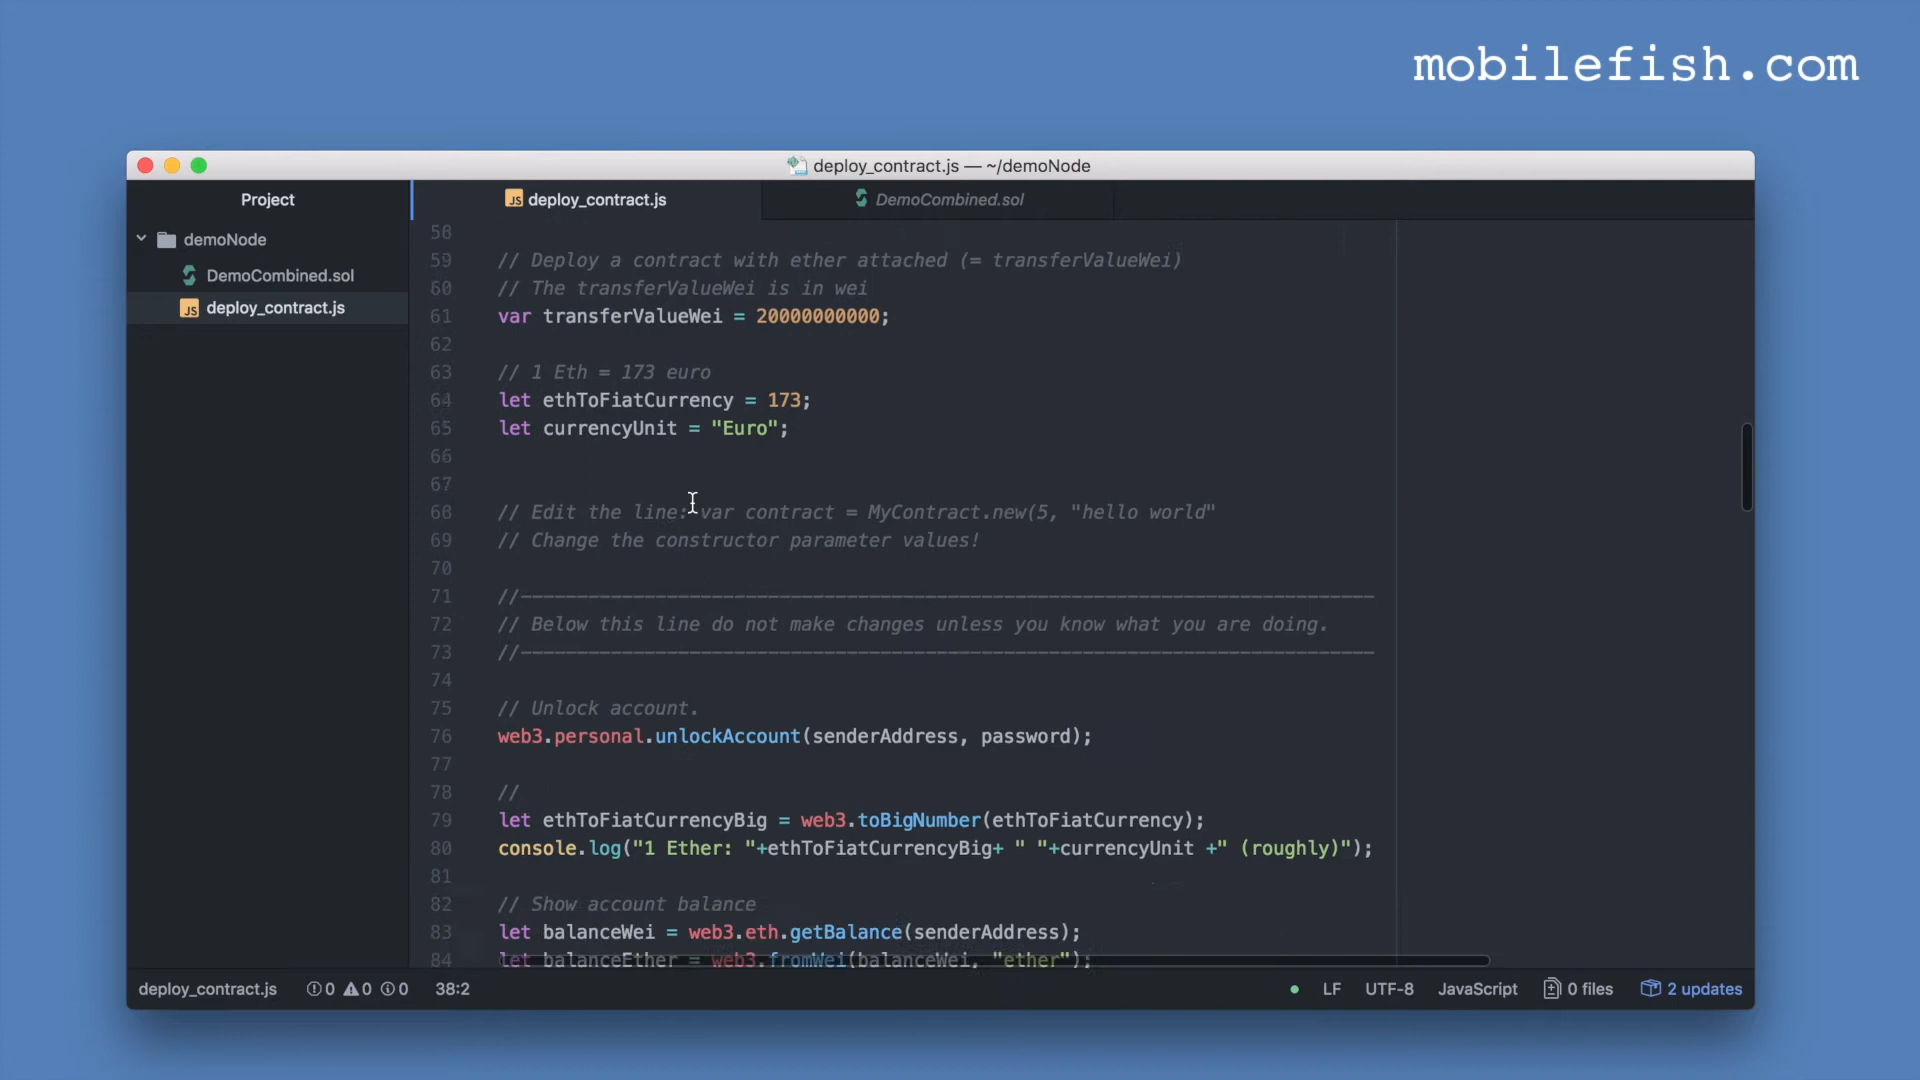 mobilefish.com
deploy_contract.js — ~/demoNode
Project
deploy_contract.js
DemoCombined.sol
demoNode
DemoCombined.sol
deploy_contract.js
58
59 // Deploy a contract with ether attached (= transferValueWei)
60 // The transferValueWei is in wei
61 var transferValueWei = 20000000000;
62
63 // 1 Eth = 173 euro
64 let ethToFiatCurrency = 173;
65 let currencyUnit = "Euro";
66
67
68 // Edit the line: var contract = MyContract.new(5, "hello world"
69 // Change the constructor parameter values!
70
71 //----------------------------------------------------------------------------
72 // Below this line do not make changes unless you know what you are doing.
73 //----------------------------------------------------------------------------
74
75 // Unlock account.
76 web3.personal.unlockAccount(senderAddress, password);
77
78 //
79 let ethToFiatCurrencyBig = web3.toBigNumber(ethToFiatCurrency);
80 console.log("1 Ether: "+ethToFiatCurrencyBig+ " "+currencyUnit +" (roughly)");
81
82 // Show account balance
83 let balanceWei = web3.eth.getBalance(senderAddress);
84 let balanceEther = web3.fromWei(balanceWei, "ether");
deploy_contract.js 0 0 0 38:2 LF UTF-8 JavaScript 0 files 2 updates